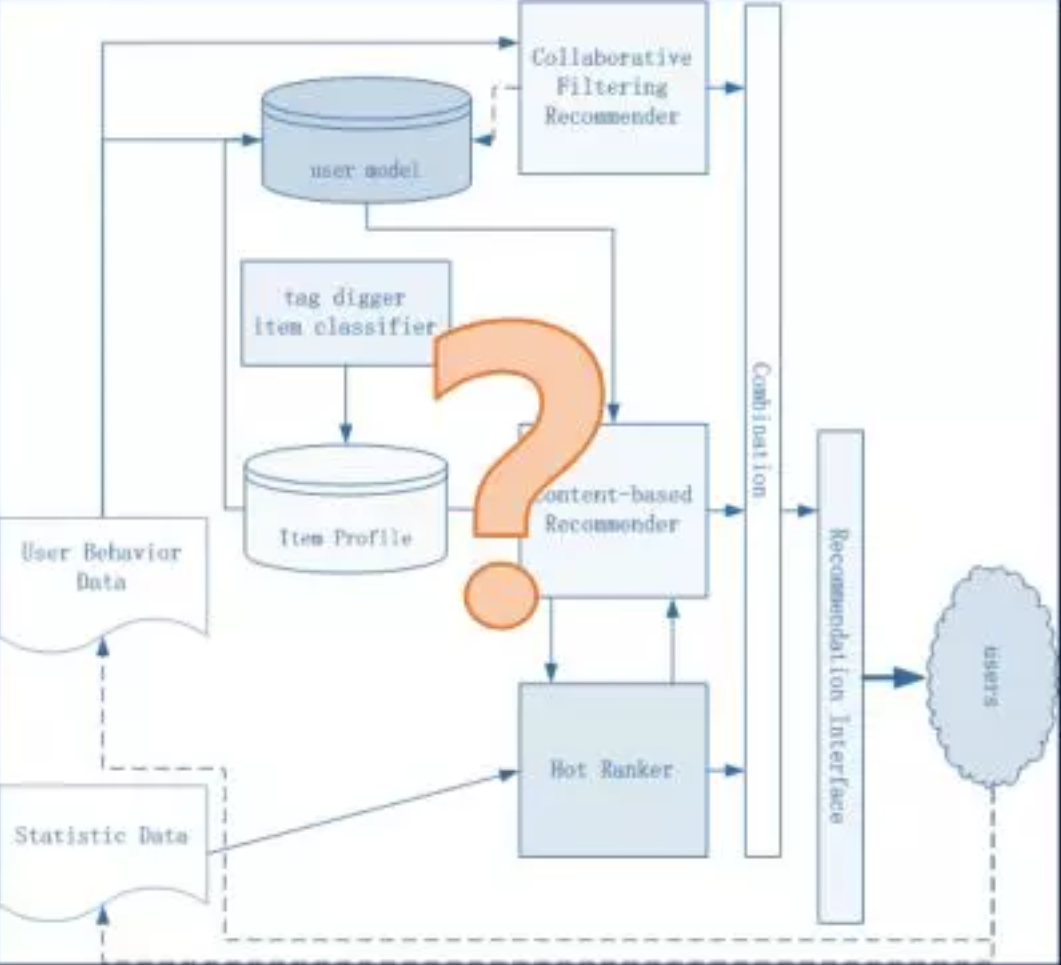 Collaborative
Filtering
Recommender
user model
tag digger
item classifier
Combination
Content-based
Recommender
Item Profile
User Behavior
Data
Recommendation Interface
users
Hot Ranker
Statistic Data
?